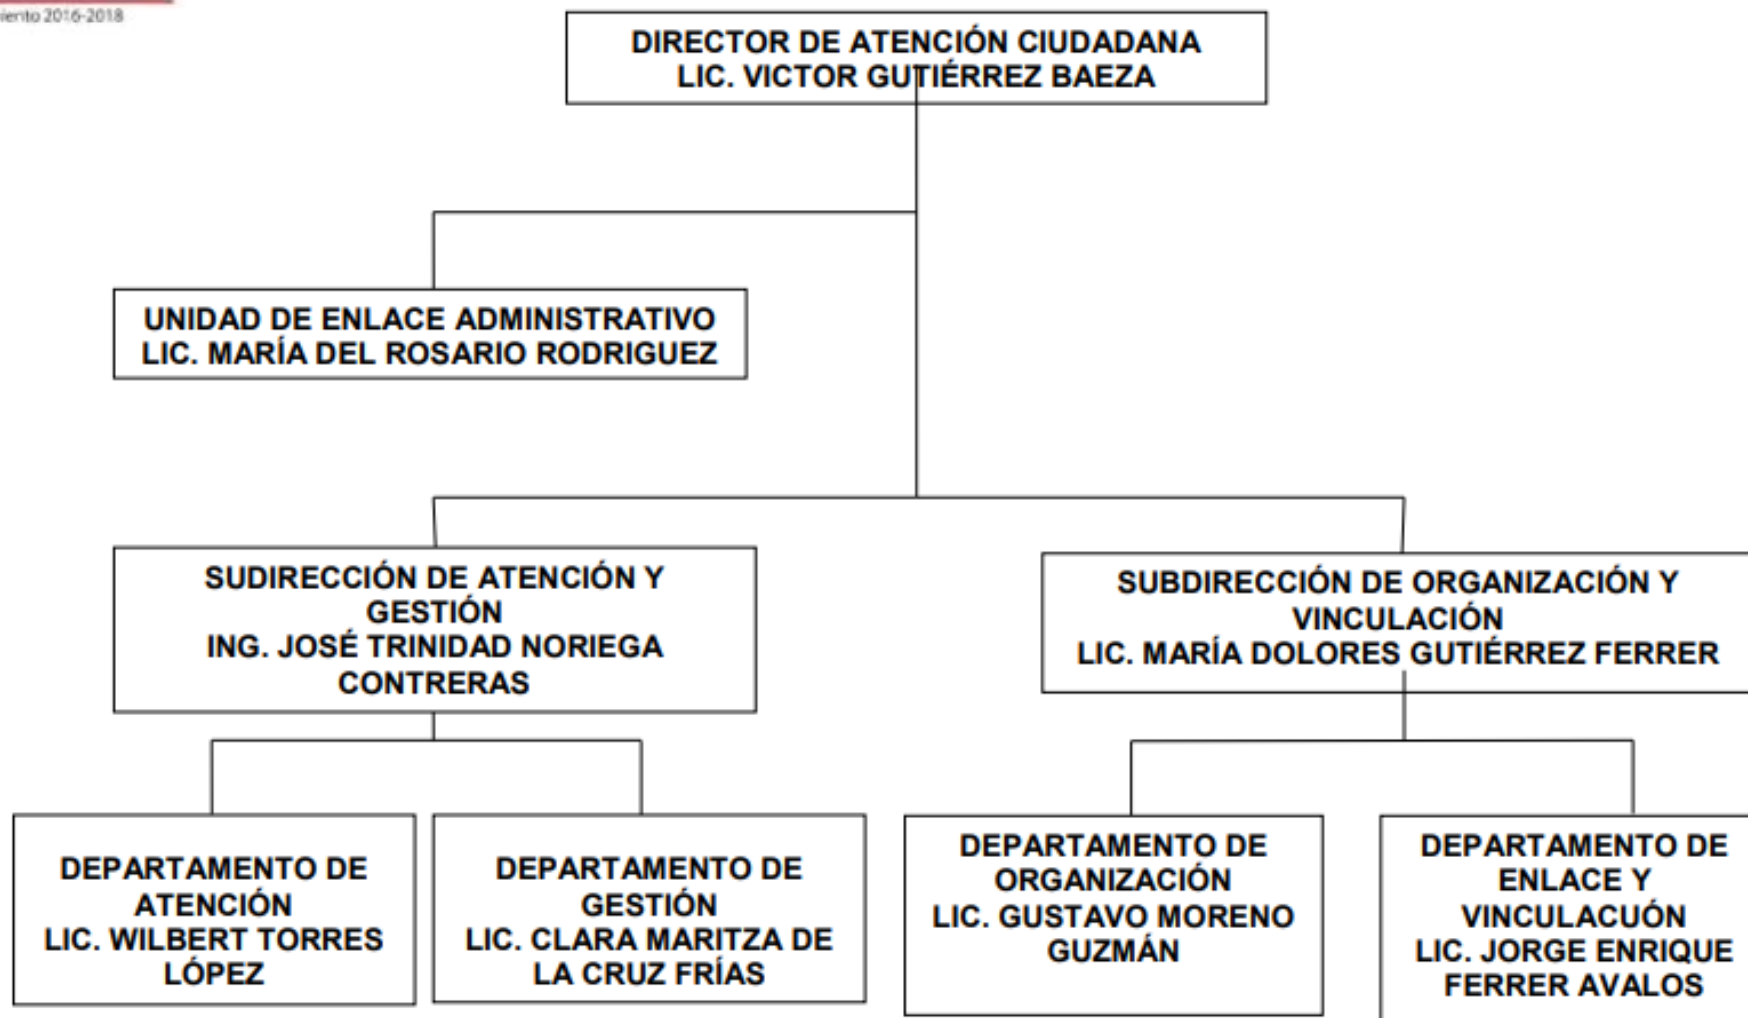 2016-2018
DIRECTOR DE ATENCIÓN CIUDADANA
LIC. VICTOR GUTIÉRREZ BAEZA
UNIDAD DE ENLACE ADMINISTRATIVO
LIC. MARÍA DEL ROSARIO RODRIGUEZ
SUDIRECCIÓN DE ATENCIÓN Y
GESTIÓN
ING. JOSÉ TRINIDAD NORIEGA
CONTRERAS
SUBDIRECCIÓN DE ORGANIZACIÓN Y
VINCULACIÓN
LIC. MARÍA DOLORES GUTIÉRREZ FERRER
DEPARTAMENTO DE
ATENCIÓN
LIC. WILBERT TORRES
LÓPEZ
DEPARTAMENTO DE
GESTIÓN
LIC. CLARA MARITZA DE
LA CRUZ FRÍAS
DEPARTAMENTO DE
ORGANIZACIÓN
LIC. GUSTAVO MORENO
GUZMÁN
DEPARTAMENTO DE
ENLACE Y
VINCULACUÓN
LIC. JORGE ENRIQUE
FERRER AVALOS